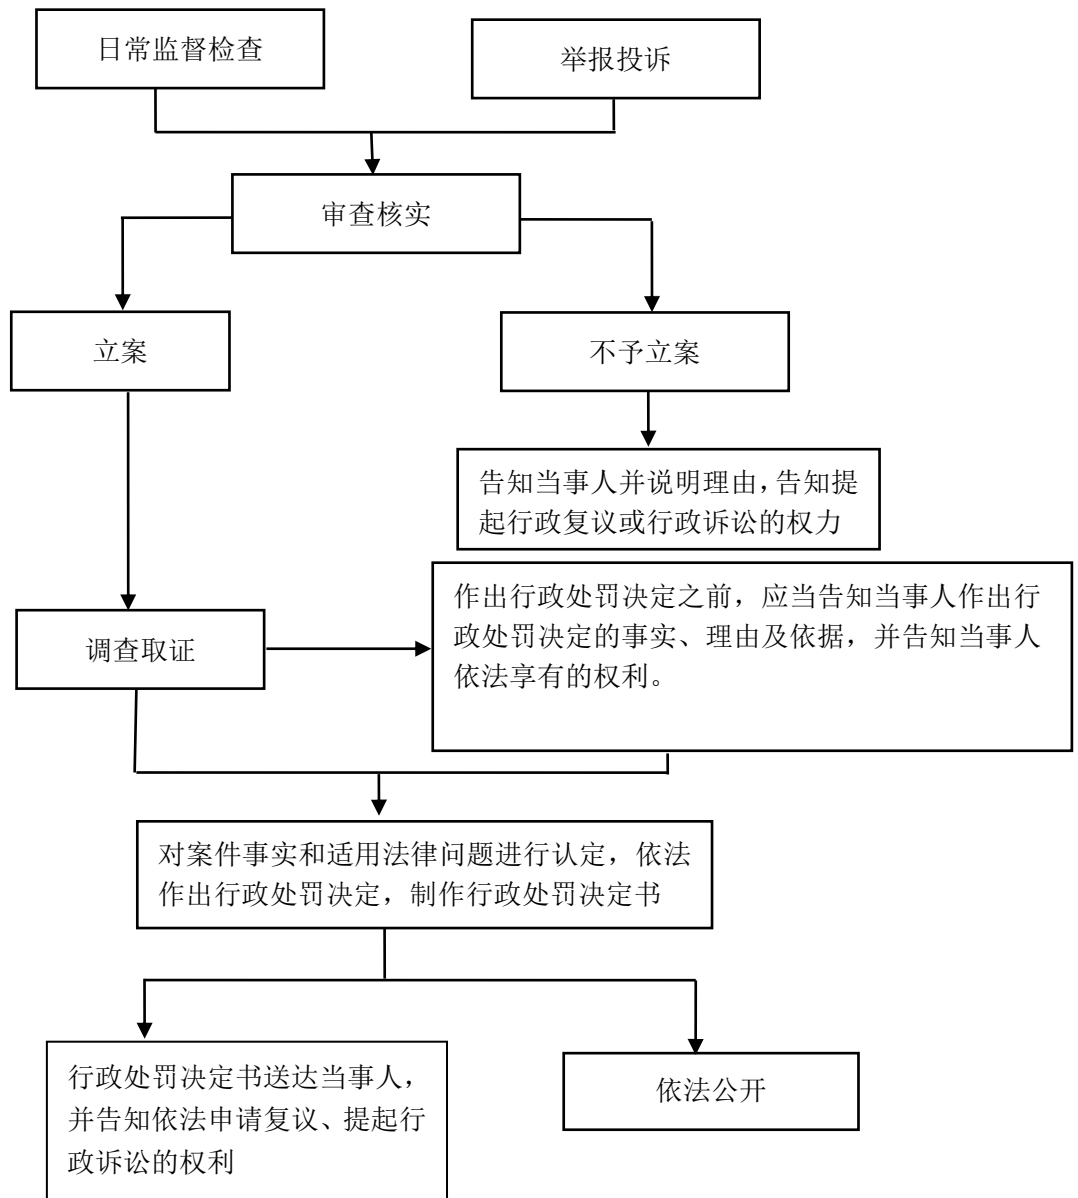 日常监督检查
举报投诉
审查核实
立案
不予立案
告知当事人并说明理由，告知提
起行政复议或行政诉讼的权力
作出行政处罚决定之前，应当告知当事人作出行
政处罚决定的事实、理由及依据，并告知当事人
依法享有的权利。
调查取证
对案件事实和适用法律问题进行认定，依法
作出行政处罚决定，制作行政处罚决定书
行政处罚决定书送达当事人，
并告知依法申请复议、提起行
政诉讼的权利
依法公开